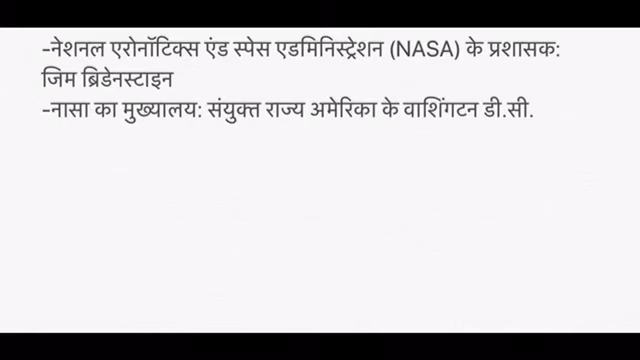 -नेशनल एरोनॉटिक्स एंड स्पेस एडमिनिस्ट्रेशन (NASA) के प्रशासक:
जिम ब्रिडेनस्टाइन
-नासा का मुख्यालय: संयुक्त राज्य अमेरिका के वाशिंगटन डी.सी.